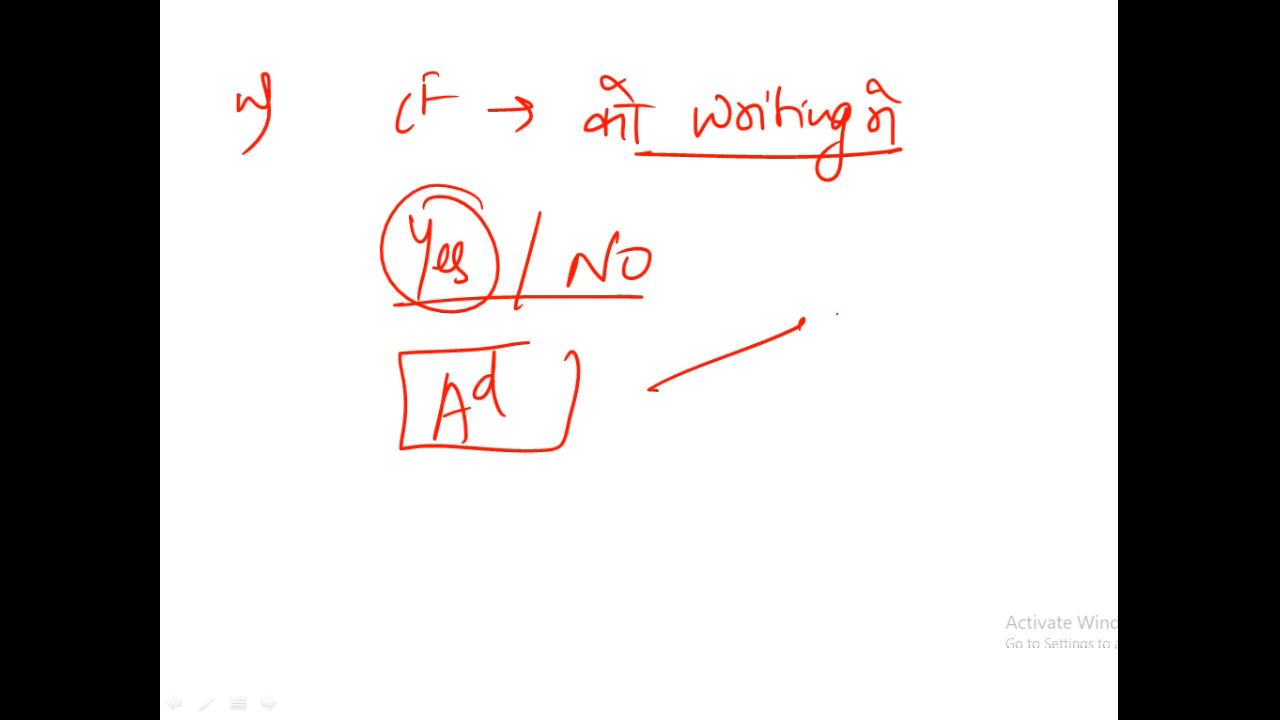 CF → को writing में
Yes / NO
Ad
Activate Wind
Go to Settings to a